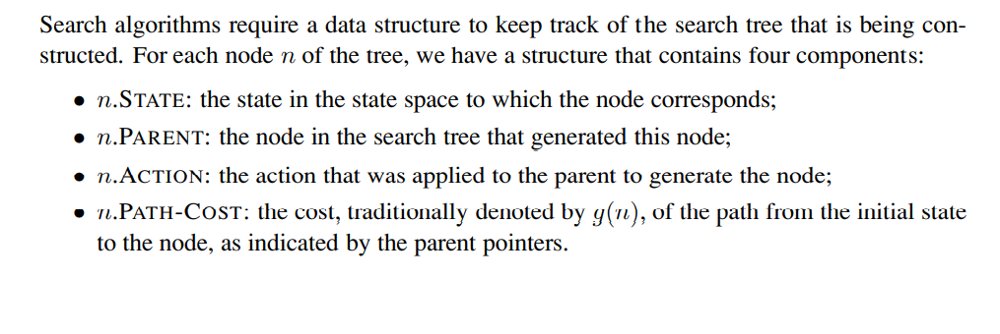 Search algorithms require a data structure to keep track of the search tree that is being con-
structed. For each node n of the tree, we have a structure that contains four components:
• n.STATE: the state in the state space to which the node corresponds;
• n.PARENT: the node in the search tree that generated this node;
• n.ACTION: the action that was applied to the parent to generate the node;
• n.PATH-COST: the cost, traditionally denoted by g(n), of the path from the initial state
to the node, as indicated by the parent pointers.